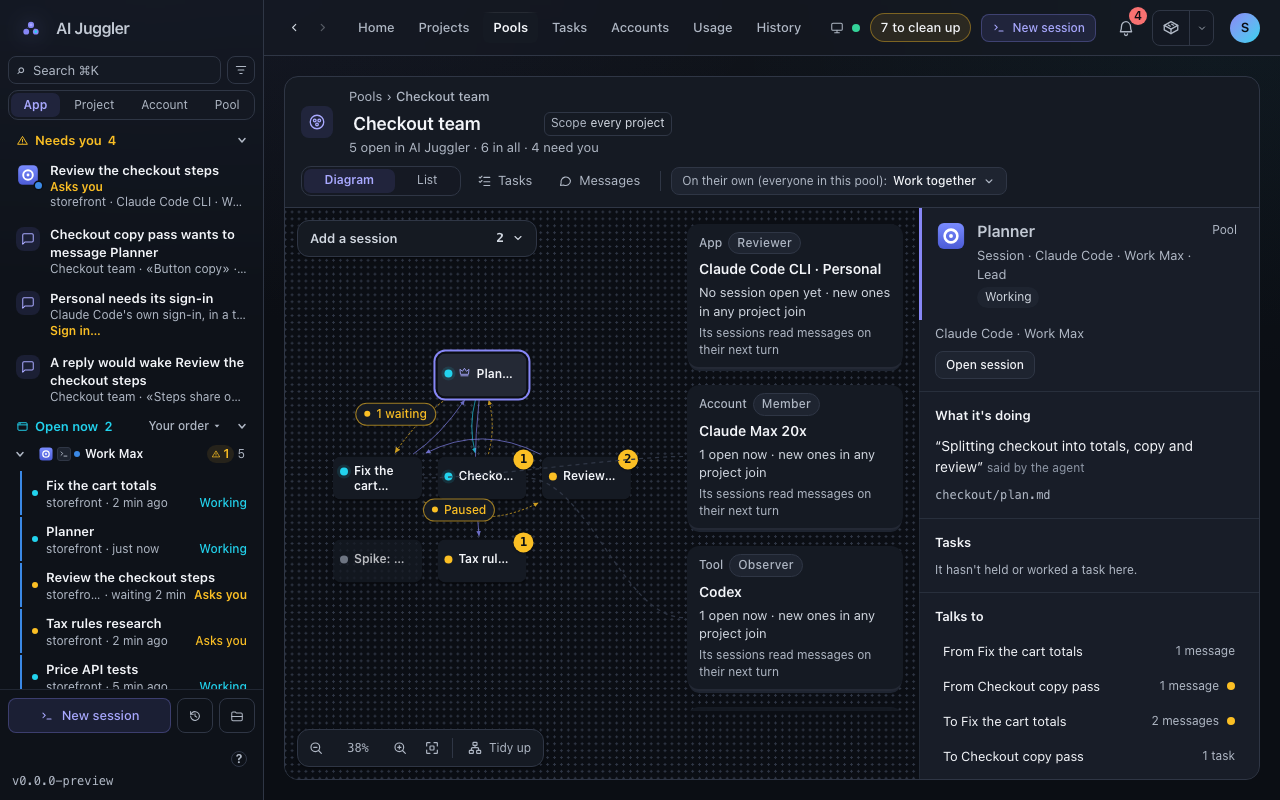 AI Juggler
Search ⌘K
App Project Account Pool
Needs you 4
Review the checkout steps
Asks you
storefront · Claude Code CLI · W...
Checkout copy pass wants to
message Planner
Checkout team · «Button copy» ·...
Personal needs its sign-in
Claude Code's own sign-in, in a t...
Sign in...
A reply would wake Review the
checkout steps
Checkout team · «Steps share o...
Open now 2 Your order
Work Max 1 5
Fix the cart totals
storefront · 2 min ago Working
Planner
storefront · just now Working
Review the checkout steps
storefro... · waiting 2 min Asks you
Tax rules research
storefront · 2 min ago Asks you
Price API tests
storefront · 5 min ago Working
New session
?
v0.0.0-preview
Home Projects Pools Tasks Accounts Usage History
7 to clean up
New session
4
S
Pools › Checkout team
Checkout team
Scope every project
5 open in AI Juggler · 6 in all · 4 need you
Diagram List Tasks Messages
On their own (everyone in this pool): Work together
Add a session 2
Plan...
1 waiting
Fix the
cart...
Checko... 1
Review... 2
Paused
Spike: ...
Tax rul... 1
38% Tidy up
App Reviewer
Claude Code CLI · Personal
No session open yet · new ones
in any project join
Its sessions read messages on
their next turn
Account Member
Claude Max 20x
1 open now · new ones in any
project join
Its sessions read messages on
their next turn
Tool Observer
Codex
1 open now · new ones in any
project join
Its sessions read messages on
their next turn
Planner Pool
Session · Claude Code · Work Max ·
Lead
Working
Claude Code · Work Max
Open session
What it's doing
“Splitting checkout into totals, copy and
review” said by the agent
checkout/plan.md
Tasks
It hasn't held or worked a task here.
Talks to
From Fix the cart totals 1 message
From Checkout copy pass 1 message
To Fix the cart totals 2 messages
To Checkout copy pass 1 task